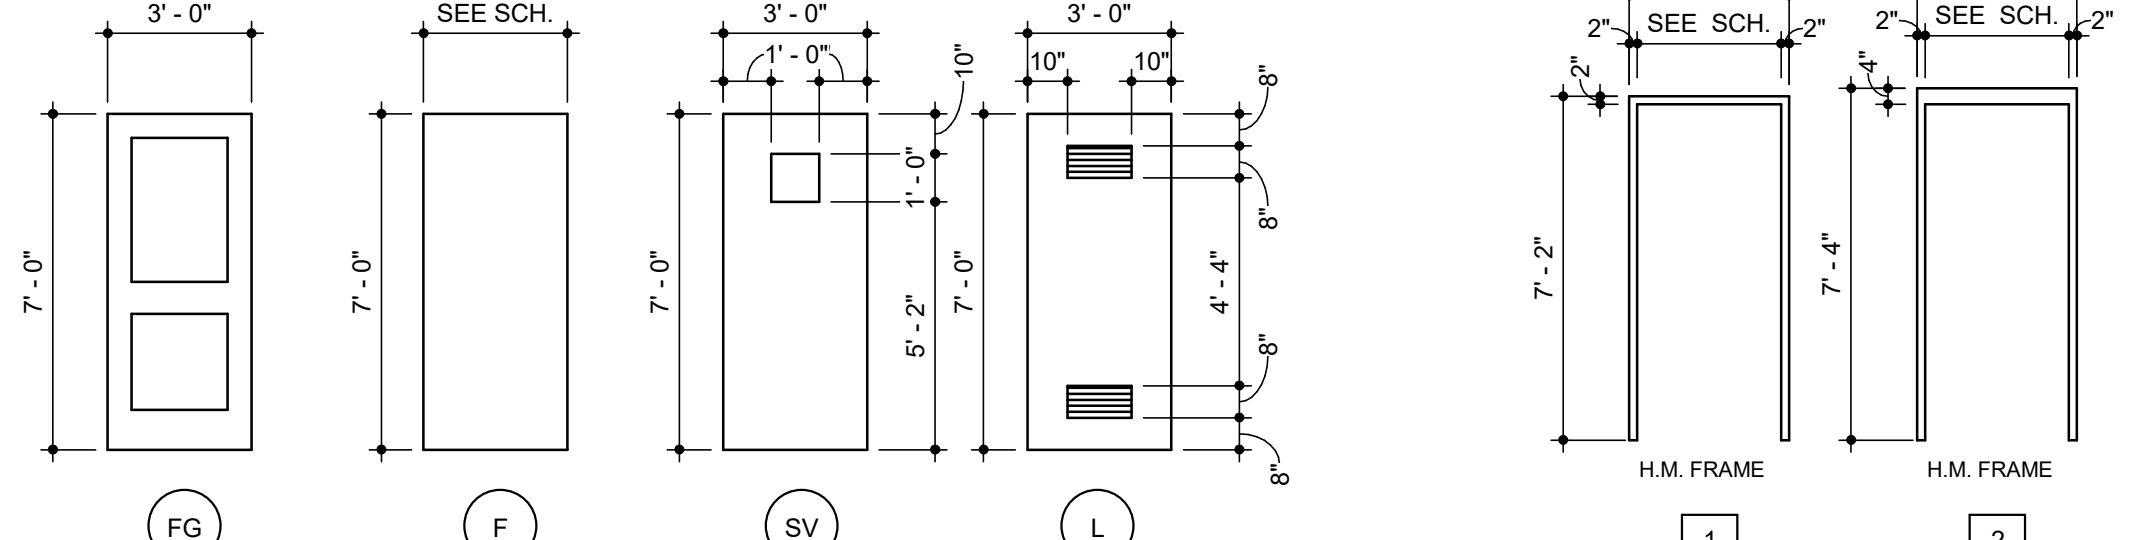 3' - 0"
7' - 0"
FG
SEE SCH.
7' - 0"
F
3' - 0"
1' - 0"
10"
1' - 0"
7' - 0"
5' - 2"
SV
3' - 0"
10" 10"
8"
8"
7' - 0"
4' - 4"
8"
8"
L
2" SEE SCH. 2"
2"
7' - 2"
H.M. FRAME
1
2" SEE SCH. 2"
4"
7' - 4"
H.M. FRAME
2